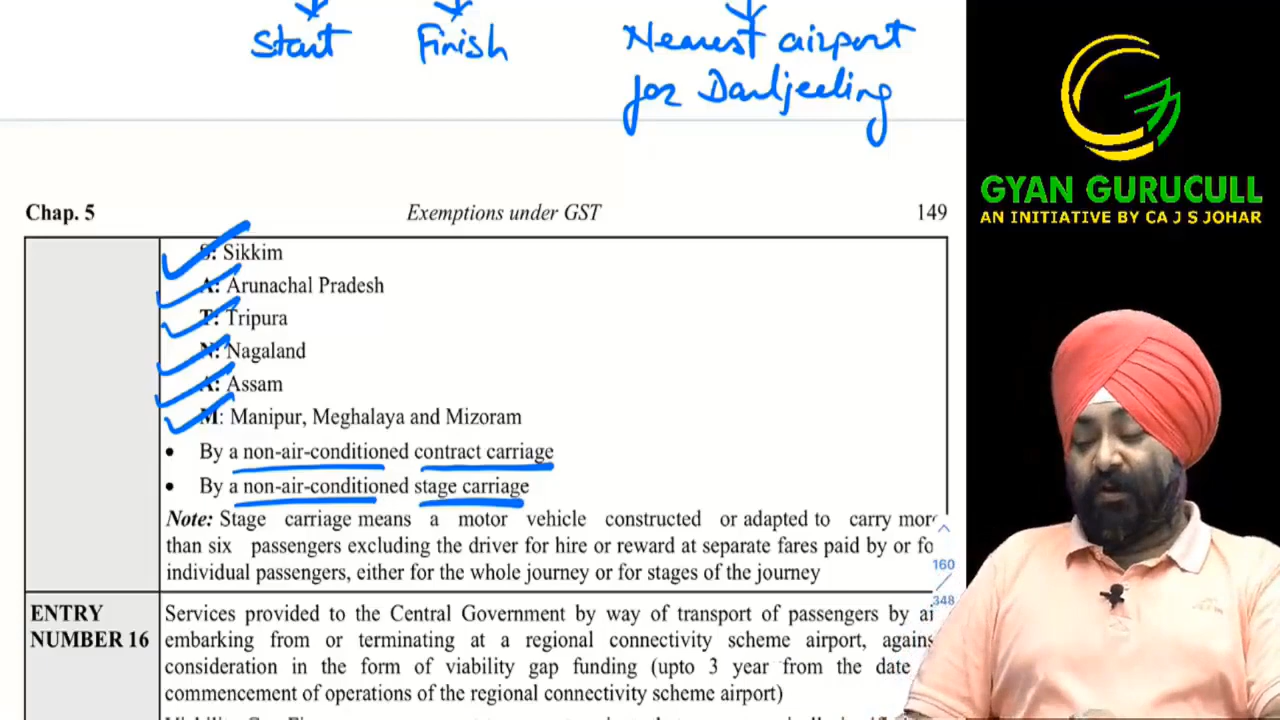 Start Finish Nearest airport
for Darljeeling
GYAN GURUCULL
AN INITIATIVE BY CA J S JOHAR
Chap. 5 Exemptions under GST 149
S: Sikkim
A: Arunachal Pradesh
T: Tripura
N: Nagaland
A: Assam
M: Manipur, Meghalaya and Mizoram
• By a non-air-conditioned contract carriage
• By a non-air-conditioned stage carriage
Note: Stage carriage means a motor vehicle constructed or adapted to carry more
than six passengers excluding the driver for hire or reward at separate fares paid by or fo
individual passengers, either for the whole journey or for stages of the journey
160
348
ENTRY NUMBER 16
Services provided to the Central Government by way of transport of passengers by ai
embarking from or terminating at a regional connectivity scheme airport, agains
consideration in the form of viability gap funding (upto 3 year from the date
commencement of operations of the regional connectivity scheme airport)